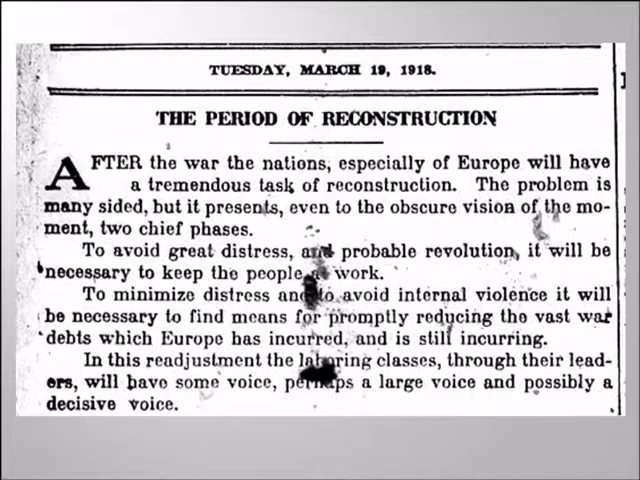 TUESDAY, MARCH 19, 1918.
THE PERIOD OF RECONSTRUCTION
AFTER the war the nations, especially of Europe will have
a tremendous task of reconstruction. The problem is
many sided, but it presents, even to the obscure vision of the mo-
ment, two chief phases.
To avoid great distress, and probable revolution, it will be
necessary to keep the people at work.
To minimize distress and to avoid internal violence it will
be necessary to find means for promptly reducing the vast war
debts which Europe has incurred, and is still incurring.
In this readjustment the laboring classes, through their lead-
ers, will have some voice, perhaps a large voice and possibly a
decisive voice.